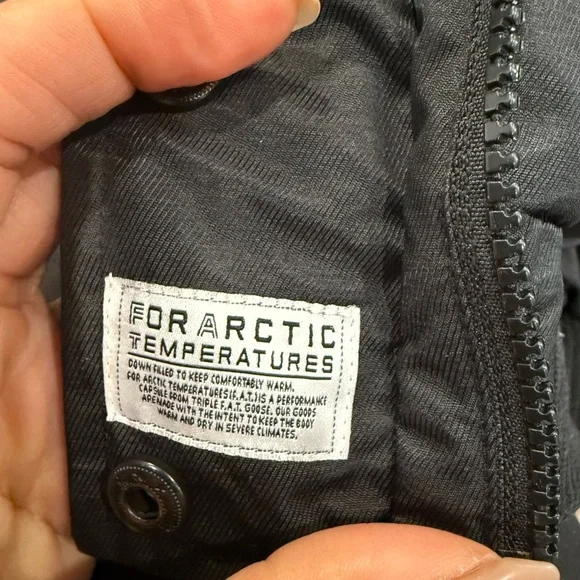 FOR ARCTIC
TEMPERATURES
DOWN FILLED TO KEEP COMFORTABLY WARM.
FOR ARCTIC TEMPERATURES (F.A.T.) IS A PERFORMANCE
CAPSULE FROM TRIPLE F.A.T. GOOSE. OUR GOODS
ARE MADE WITH THE INTENT TO KEEP THE BODY
WARM AND DRY IN SEVERE CLIMATES.